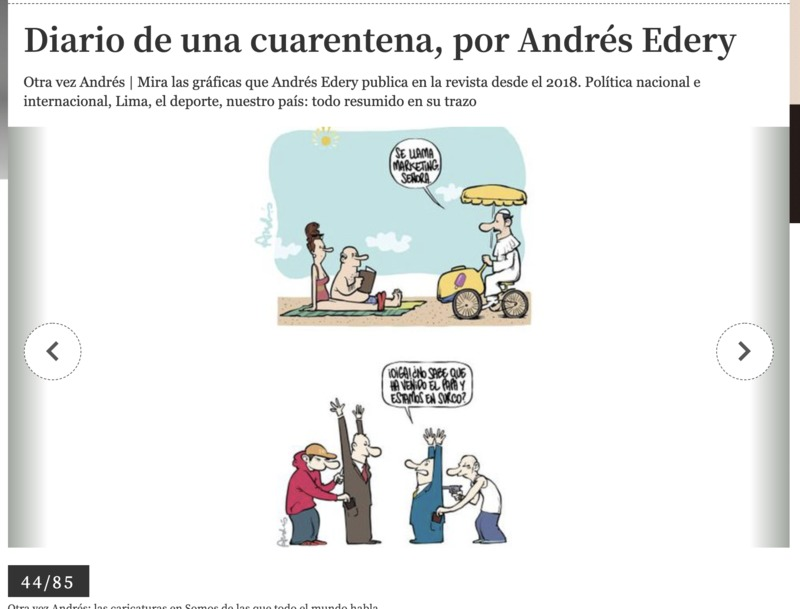 Diario de una cuarentena, por Andrés Edery
Otra vez Andrés | Mira las gráficas que Andrés Edery publica en la revista desde el 2018. Política nacional e
internacional, Lima, el deporte, nuestro país: todo resumido en su trazo
SE LLAMA
MARKETING,
SEÑORA
Andrés
¡OIGA! ¿NO SABE QUE
HA VENIDO EL PAPA Y
ESTAMOS EN SURCO?
Andrés
44/85
Otra vez Andrés: las caricaturas en Somos de las que todo el mundo habla